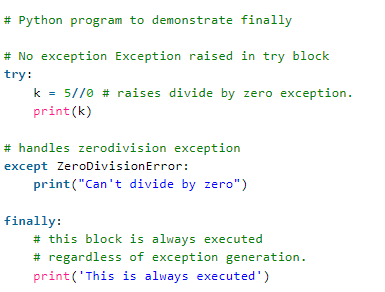 # Python program to demonstrate finally

# No exception Exception raised in try block
try:
    k = 5//0 # raises divide by zero exception.
    print(k)

# handles zerodivision exception
except ZeroDivisionError:
    print("Can't divide by zero")

finally:
    # this block is always executed
    # regardless of exception generation.
    print('This is always executed')